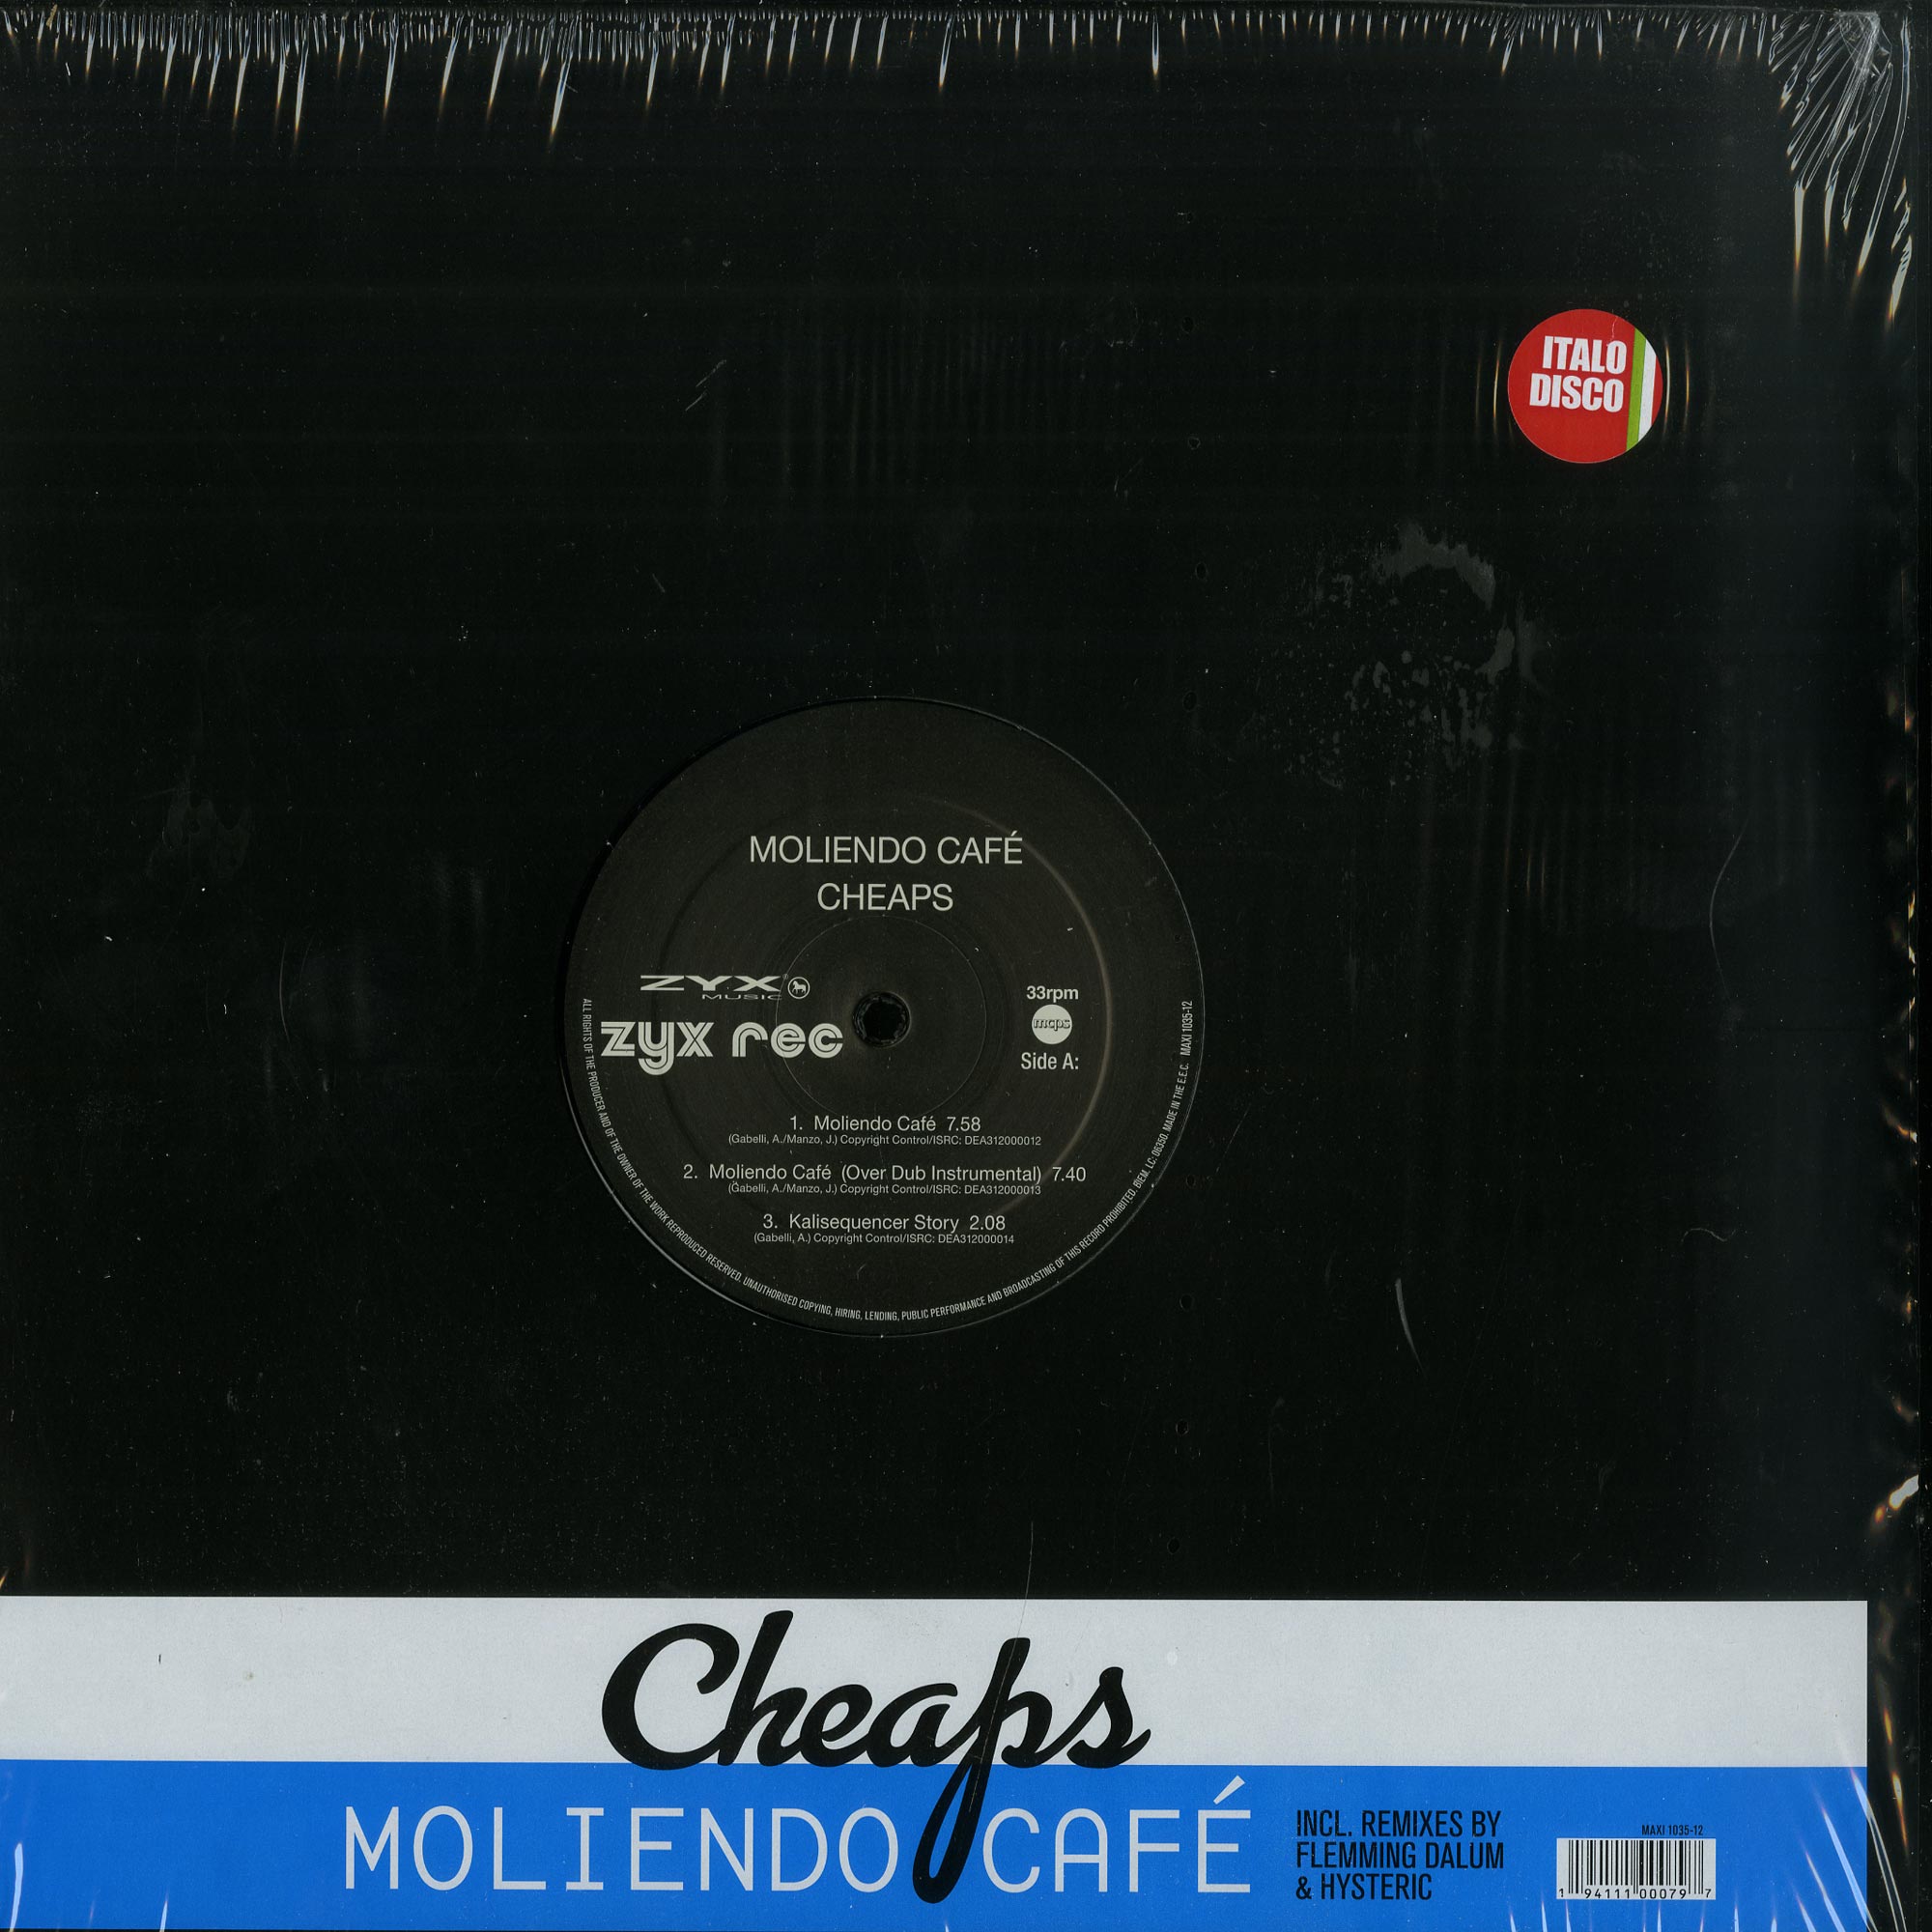 ITALO
DISCO
MOLIENDO CAFÉ
CHEAPS
ZYX
MUSIC
zyx rec
33rpm
mcps
Side A:
1. Moliendo Café 7.58
(Gabelli, A./Manzo, J.) Copyright Control/ISRC: DEA312000012
2. Moliendo Café (Over Dub Instrumental) 7.40
(Gabelli, A./Manzo, J.) Copyright Control/ISRC: DEA312000013
3. Kalisequencer Story 2.08
(Gabelli, A.) Copyright Control/ISRC: DEA312000014
ALL RIGHTS OF THE PRODUCER AND OF THE OWNER OF THE WORK REPRODUCED RESERVED. UNAUTHORISED COPYING, HIRING, LENDING, PUBLIC PERFORMANCE AND BROADCASTING OF THIS RECORD PROHIBITED. BIEM. LC: 06350. MADE IN THE E.E.C. MAXI 1035-12
Cheaps
MOLIENDO CAFÉ
INCL. REMIXES BY
FLEMMING DALUM
& HYSTERIC
MAXI 1035-12
1 94111 00079 7